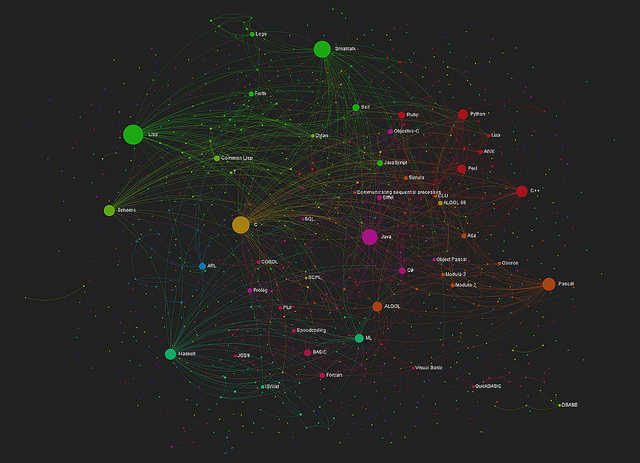 Logo
Smalltalk
Forth
Self
Ruby
Python
Lisp
Dylan
Objective-C
Lua
AWK
Common Lisp
JavaScript
Perl
T
Simula
Communicating sequential processes
Eiffel
CLU
C++
ALGOL 68
Scheme
SQL
C
Java
Ada
COBOL
Object Pascal
Oberon
APL
C#
Modula-3
BCPL
Modula-2
Pascal
Prolog
PL/I
ALGOL
Speedcoding
ML
Haskell
JOSS
BASIC
Visual Basic
Fortran
ISWIM
QuickBASIC
DBASE